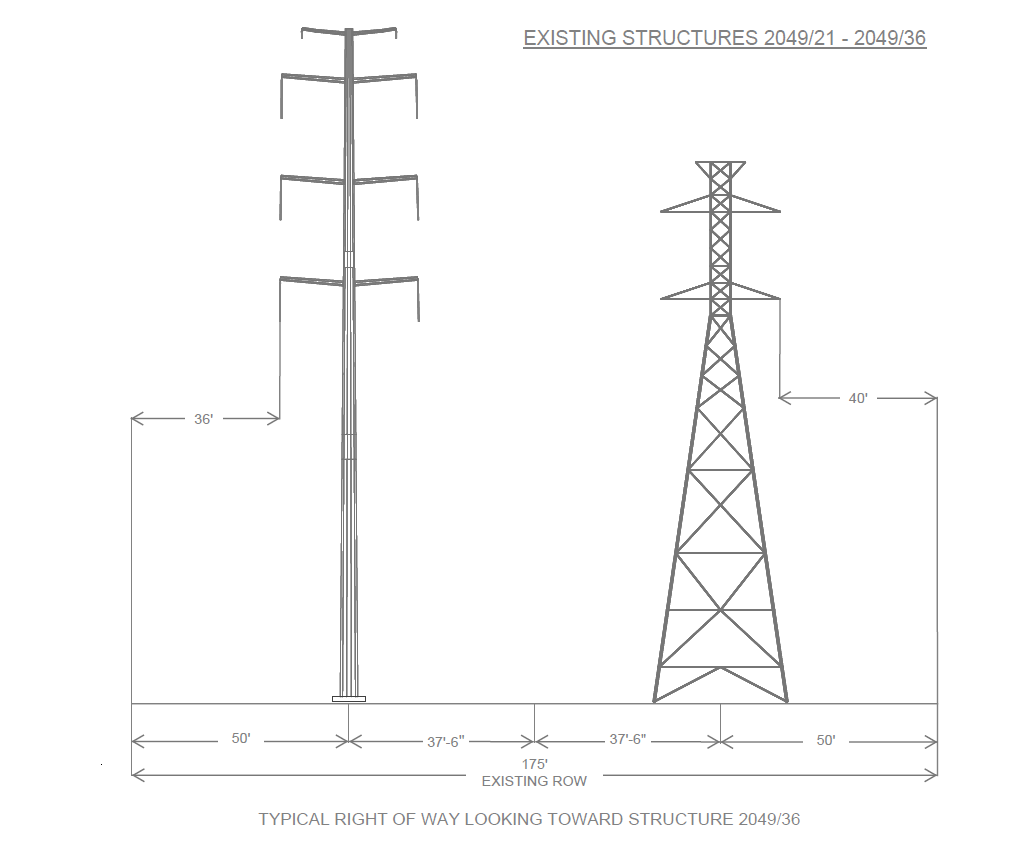 EXISTING STRUCTURES 2049/21 - 2049/36
36'
40'
50'
37'-6"
37'-6"
50'
175'
EXISTING ROW
TYPICAL RIGHT OF WAY LOOKING TOWARD STRUCTURE 2049/36